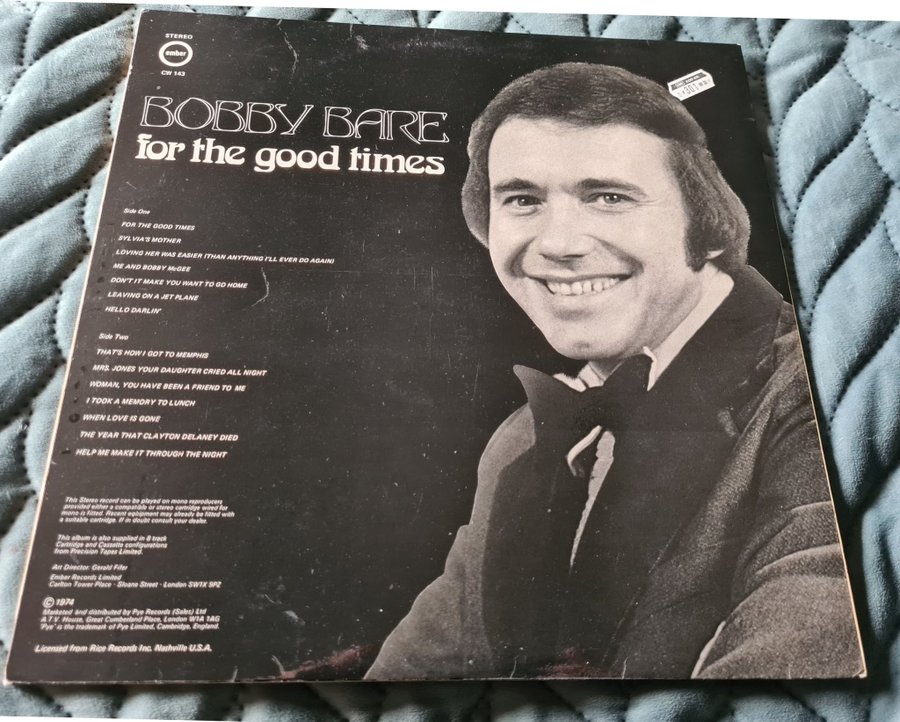 STEREO
ember
CW 143
BOBBY BARE
for the good times
Side One
FOR THE GOOD TIMES
SYLVIA'S MOTHER
LOVING HER WAS EASIER (THAN ANYTHING I'LL EVER DO AGAIN)
ME AND BOBBY McGEE
DON'T IT MAKE YOU WANT TO GO HOME
LEAVING ON A JET PLANE
HELLO DARLIN'
Side Two
THAT'S HOW I GOT TO MEMPHIS
MRS. JONES YOUR DAUGHTER CRIED ALL NIGHT
WOMAN, YOU HAVE BEEN A FRIEND TO ME
I TOOK A MEMORY TO LUNCH
WHEN LOVE IS GONE
THE YEAR THAT CLAYTON DELANEY DIED
HELP ME MAKE IT THROUGH THE NIGHT
This Stereo record can be played on mono reproducers
provided either a compatible or stereo cartridge wired for
mono is fitted. Recent equipment may already be fitted with
a suitable cartridge. If in doubt consult your dealer.
This album is also supplied in 8 track
Cartridge and Cassette configurations
from Precision Tapes Limited.
Art Director: Gerald Fifer
Ember Records Limited
Carlton Tower Place · Sloane Street · London SW1X 9PZ
© 1974
Marketed and distributed by Pye Records (Sales) Ltd
A.T.V. House, Great Cumberland Place, London W1A 1AG
'Pye' is the trademark of Pye Limited, Cambridge, England.
Licensed from Rice Records Inc. Nashville U.S.A.